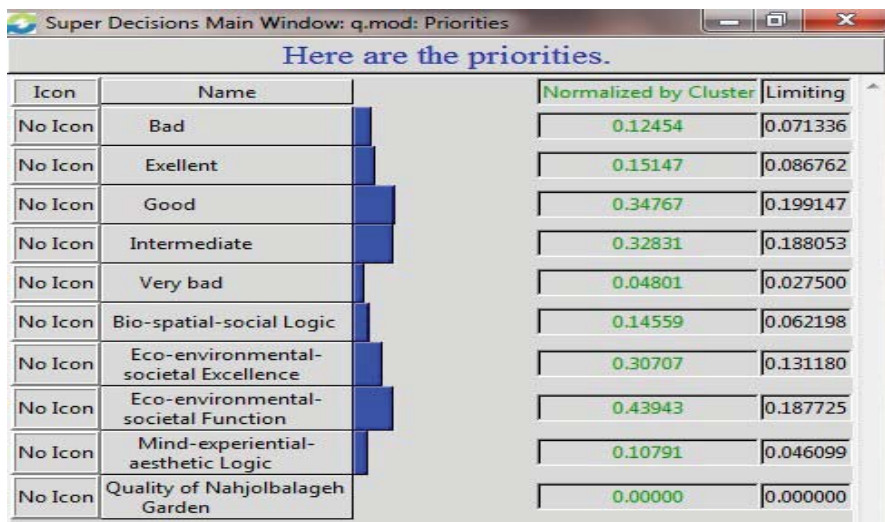 Super Decisions Main Window: q.mod: Priorities
Here are the priorities.
Icon Name Normalized by Cluster Limiting
No Icon Bad 0.12454 0.071336
No Icon Exellent 0.15147 0.086762
No Icon Good 0.34767 0.199147
No Icon Intermediate 0.32831 0.188053
No Icon Very bad 0.04801 0.027500
No Icon Bio-spatial-social Logic 0.14559 0.062198
No Icon Eco-environmental-
societal Excellence 0.30707 0.131180
No Icon Eco-environmental-
societal Function 0.43943 0.187725
No Icon Mind-experiential-
aesthetic Logic 0.10791 0.046099
No Icon Quality of Nahjolbalageh
Garden 0.00000 0.000000